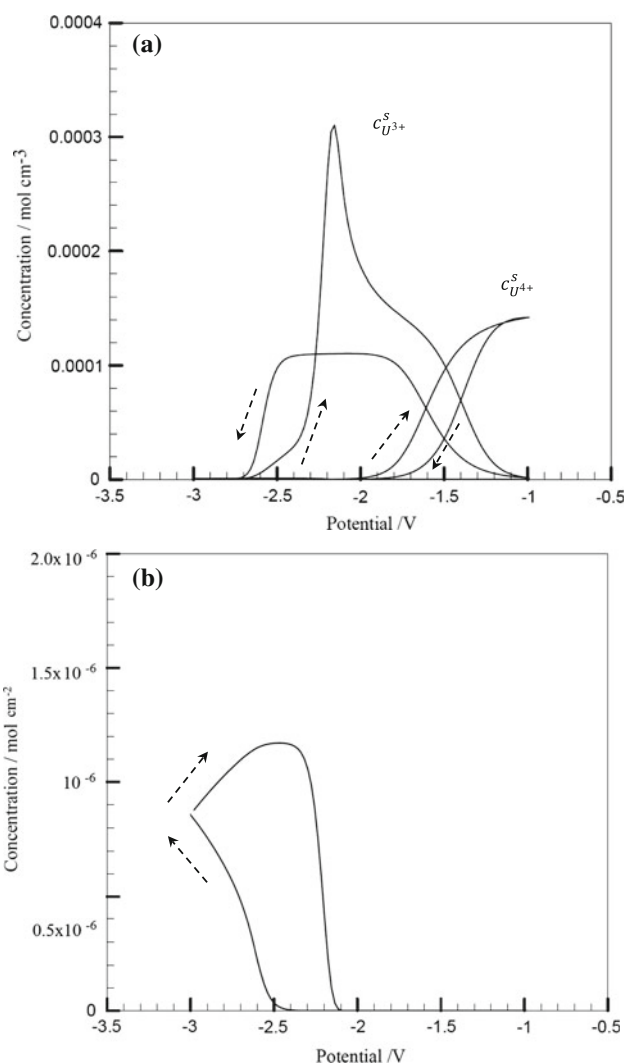 (a)
0.0004
0.0003
0.0002
0.0001
0
Concentration / mol cm-3
c^s_{U^{3+}}
c^s_{U^{4+}}
-3.5 -3 -2.5 -2 -1.5 -1 -0.5
Potential /V
(b)
2.0x10 -6
1.5x10 -6
10 -6
0.5x10 -6
0
Concentration / mol cm-2
-3.5 -3 -2.5 -2 -1.5 -1 -0.5
Potential /V